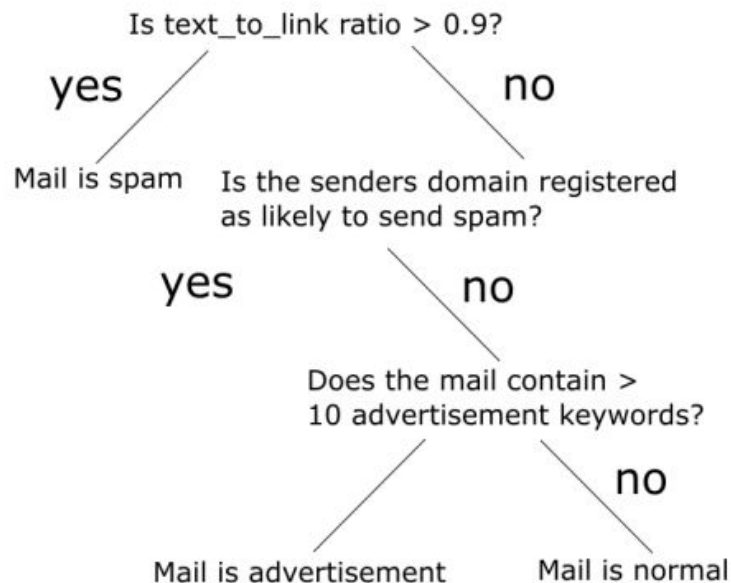 Is text_to_link ratio > 0.9?
yes
no
Mail is spam
Is the senders domain registered
as likely to send spam?
yes
no
Does the mail contain >
10 advertisement keywords?
no
Mail is advertisement
Mail is normal